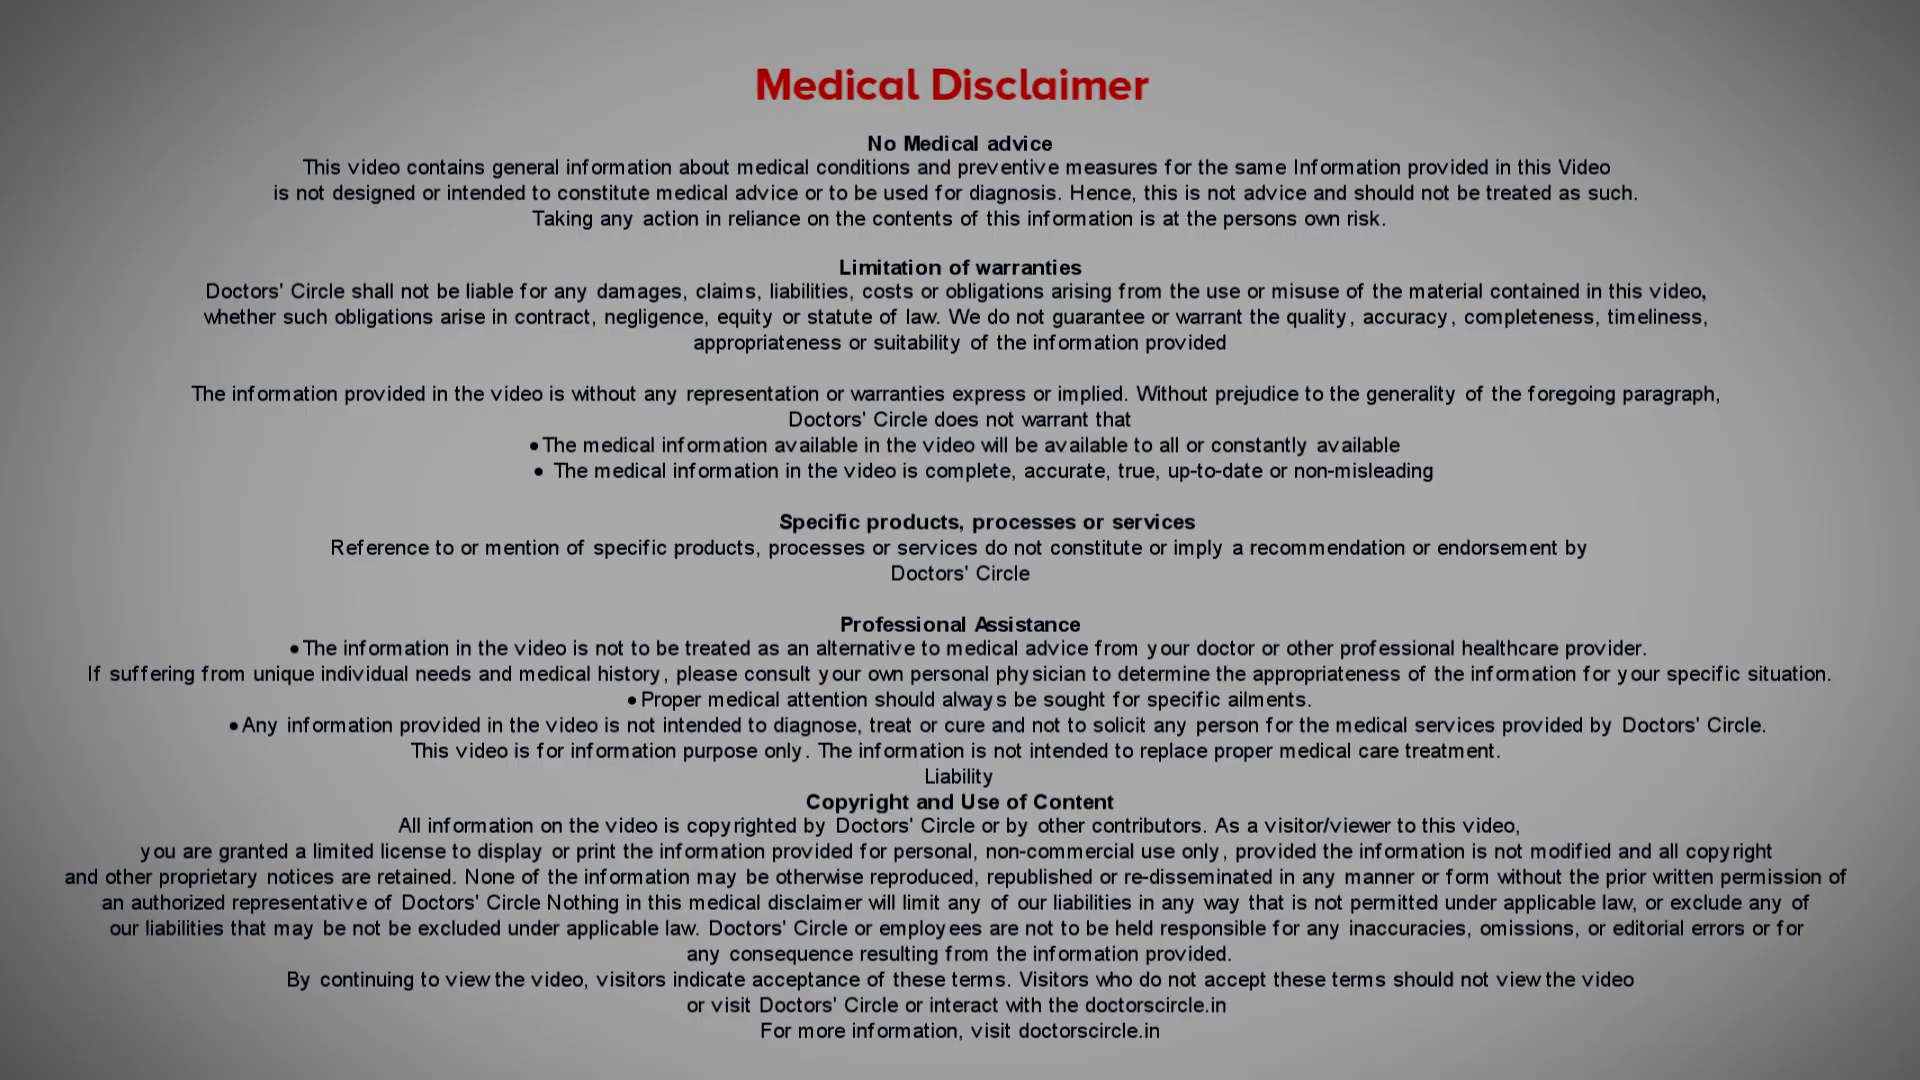 Medical Disclaimer
No Medical advice
This video contains general information about medical conditions and preventive measures for the same Information provided in this Video
is not designed or intended to constitute medical advice or to be used for diagnosis. Hence, this is not advice and should not be treated as such.
Taking any action in reliance on the contents of this information is at the persons own risk.
Limitation of warranties
Doctors' Circle shall not be liable for any damages, claims, liabilities, costs or obligations arising from the use or misuse of the material contained in this video,
whether such obligations arise in contract, negligence, equity or statute of law. We do not guarantee or warrant the quality, accuracy, completeness, timeliness,
appropriateness or suitability of the information provided
The information provided in the video is without any representation or warranties express or implied. Without prejudice to the generality of the foregoing paragraph,
Doctors' Circle does not warrant that
•The medical information available in the video will be available to all or constantly available
• The medical information in the video is complete, accurate, true, up-to-date or non-misleading
Specific products, processes or services
Reference to or mention of specific products, processes or services do not constitute or imply a recommendation or endorsement by
Doctors' Circle
Professional Assistance
•The information in the video is not to be treated as an alternative to medical advice from your doctor or other professional healthcare provider.
If suffering from unique individual needs and medical history, please consult your own personal physician to determine the appropriateness of the information for your specific situation.
•Proper medical attention should always be sought for specific ailments.
•Any information provided in the video is not intended to diagnose, treat or cure and not to solicit any person for the medical services provided by Doctors' Circle.
This video is for information purpose only. The information is not intended to replace proper medical care treatment.
Liability
Copyright and Use of Content
All information on the video is copyrighted by Doctors' Circle or by other contributors. As a visitor/viewer to this video,
you are granted a limited license to display or print the information provided for personal, non-commercial use only, provided the information is not modified and all copyright
and other proprietary notices are retained. None of the information may be otherwise reproduced, republished or re-disseminated in any manner or form without the prior written permission of
an authorized representative of Doctors' Circle Nothing in this medical disclaimer will limit any of our liabilities in any way that is not permitted under applicable law, or exclude any of
our liabilities that may be not be excluded under applicable law. Doctors' Circle or employees are not to be held responsible for any inaccuracies, omissions, or editorial errors or for
any consequence resulting from the information provided.
By continuing to view the video, visitors indicate acceptance of these terms. Visitors who do not accept these terms should not view the video
or visit Doctors' Circle or interact with the doctorscircle.in
For more information, visit doctorscircle.in